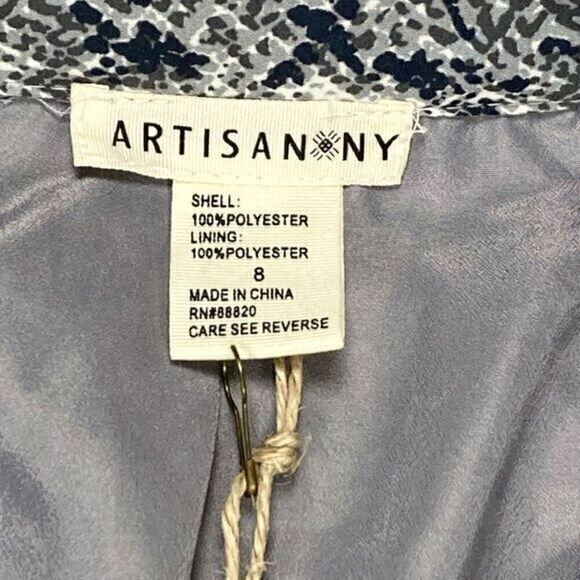 ARTISAN NY
SHELL:
100%POLYESTER
LINING:
100%POLYESTER
8
MADE IN CHINA
RN#88820
CARE SEE REVERSE